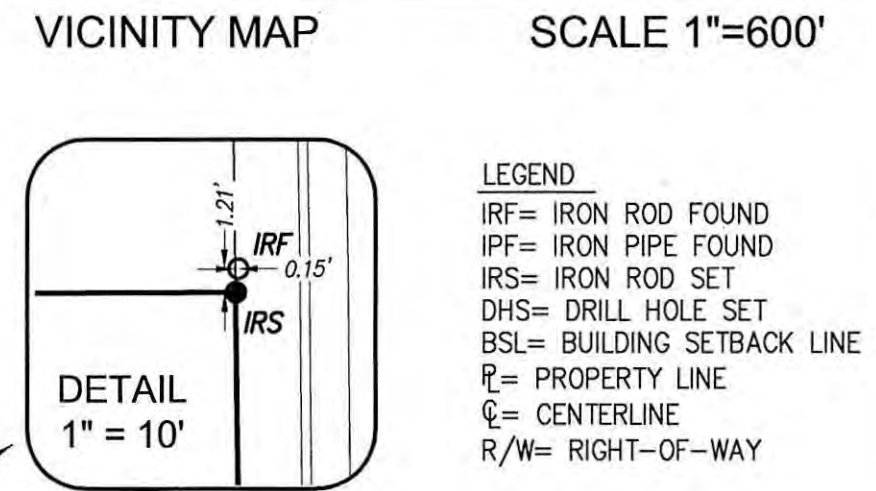 VICINITY MAP
SCALE 1"=600'
1.21'
IRF
0.15'
IRS
DETAIL
1" = 10'
LEGEND
IRF= IRON ROD FOUND
IPF= IRON PIPE FOUND
IRS= IRON ROD SET
DHS= DRILL HOLE SET
BSL= BUILDING SETBACK LINE
⅊= PROPERTY LINE
℄= CENTERLINE
R/W= RIGHT-OF-WAY